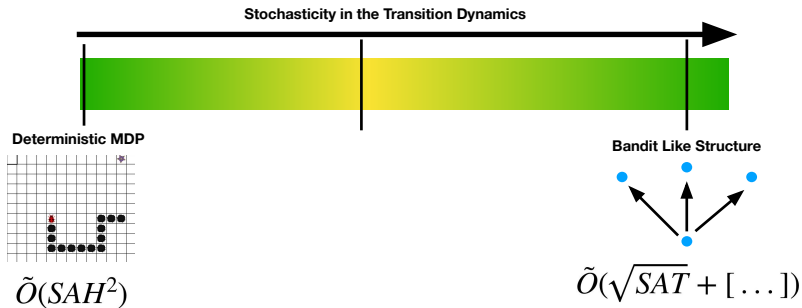 Stochasticity in the Transition Dynamics
Deterministic MDP
Bandit Like Structure
Õ(SAH²)
Õ(√SAT + [...])